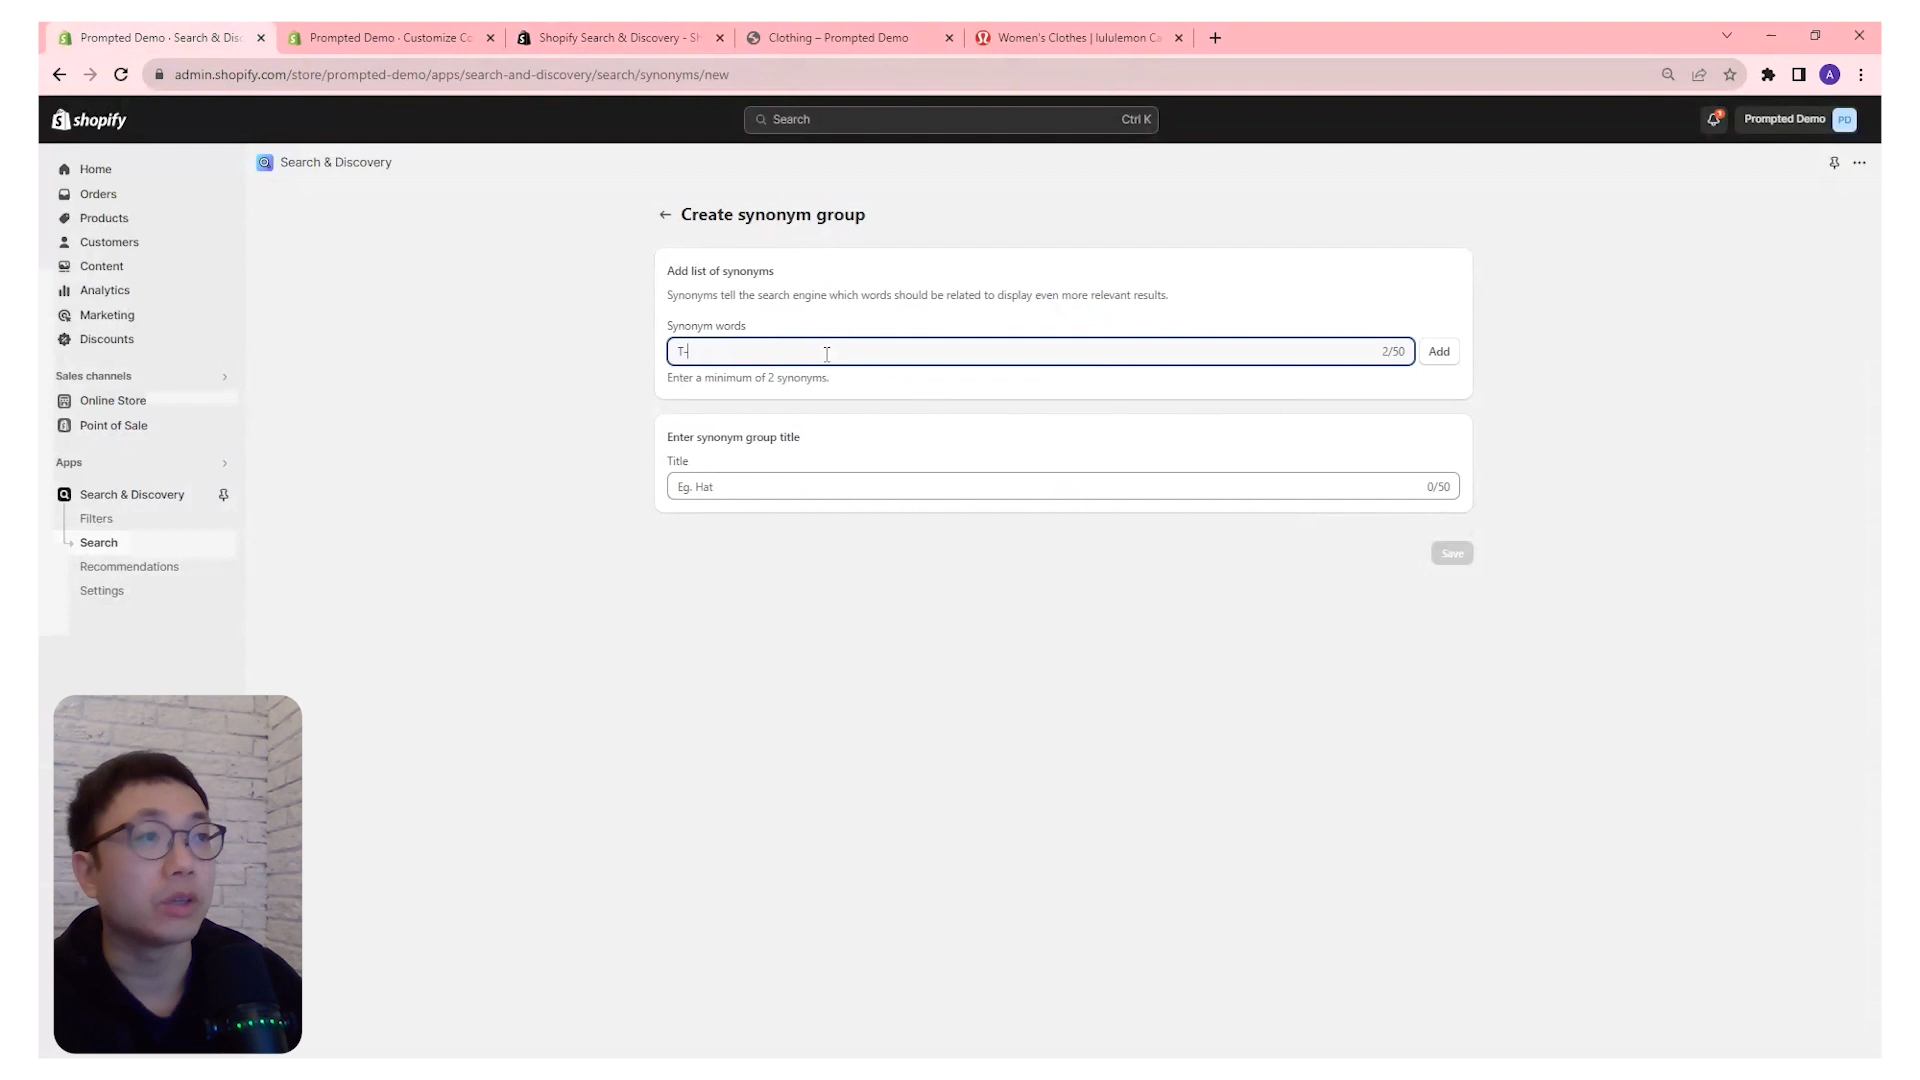 Prompted Demo · Search & Dis
Prompted Demo · Customize Co
Shopify Search & Discovery - Sh
Clothing – Prompted Demo
Women's Clothes | lululemon Ca
admin.shopify.com/store/prompted-demo/apps/search-and-discovery/search/synonyms/new
A
shopify
Search
Ctrl K
Prompted Demo
PD
Home
Orders
Products
Customers
Content
Analytics
Marketing
Discounts
Sales channels
Online Store
Point of Sale
Apps
Search & Discovery
Filters
Search
Recommendations
Settings
Search & Discovery
Create synonym group
Add list of synonyms
Synonyms tell the search engine which words should be related to display even more relevant results.
Synonym words
T-
2/50
Add
Enter a minimum of 2 synonyms.
Enter synonym group title
Title
Eg. Hat
0/50
Save